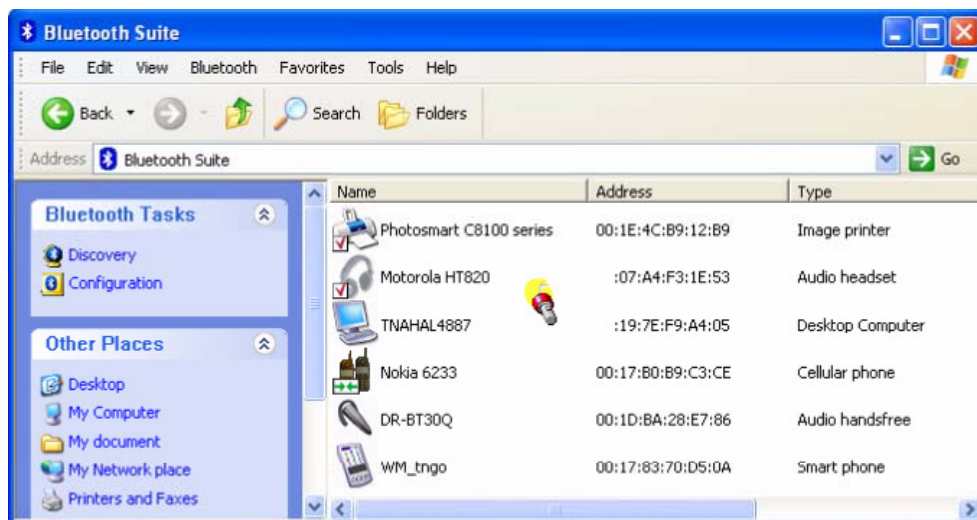 Bluetooth Suite
File Edit View Bluetooth Favorites Tools Help
Back Search Folders
Address Bluetooth Suite Go
Name Address Type
Bluetooth Tasks
Discovery
Configuration
Other Places
Desktop
My Computer
My document
My Network place
Printers and Faxes
Photosmart C8100 series 00:1E:4C:B9:12:B9 Image printer
Motorola HT820 :07:A4:F3:1E:53 Audio headset
TNAHAL4887 :19:7E:F9:A4:05 Desktop Computer
Nokia 6233 00:17:B0:B9:C3:CE Cellular phone
DR-BT30Q 00:1D:BA:28:E7:86 Audio handsfree
WM_tngo 00:17:83:70:D5:0A Smart phone